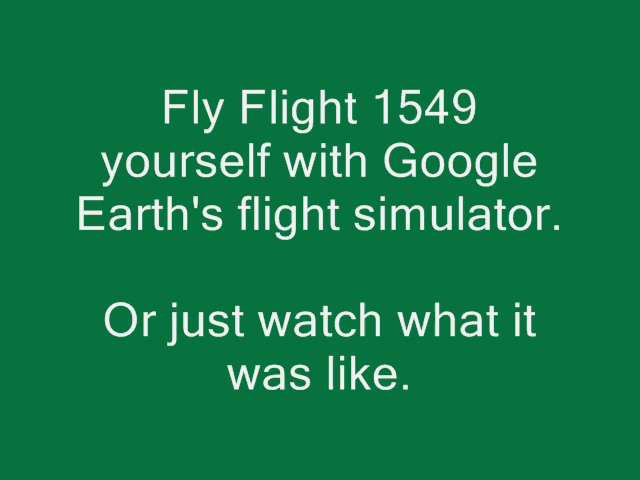 Fly Flight 1549
yourself with Google
Earth's flight simulator.
Or just watch what it
was like.